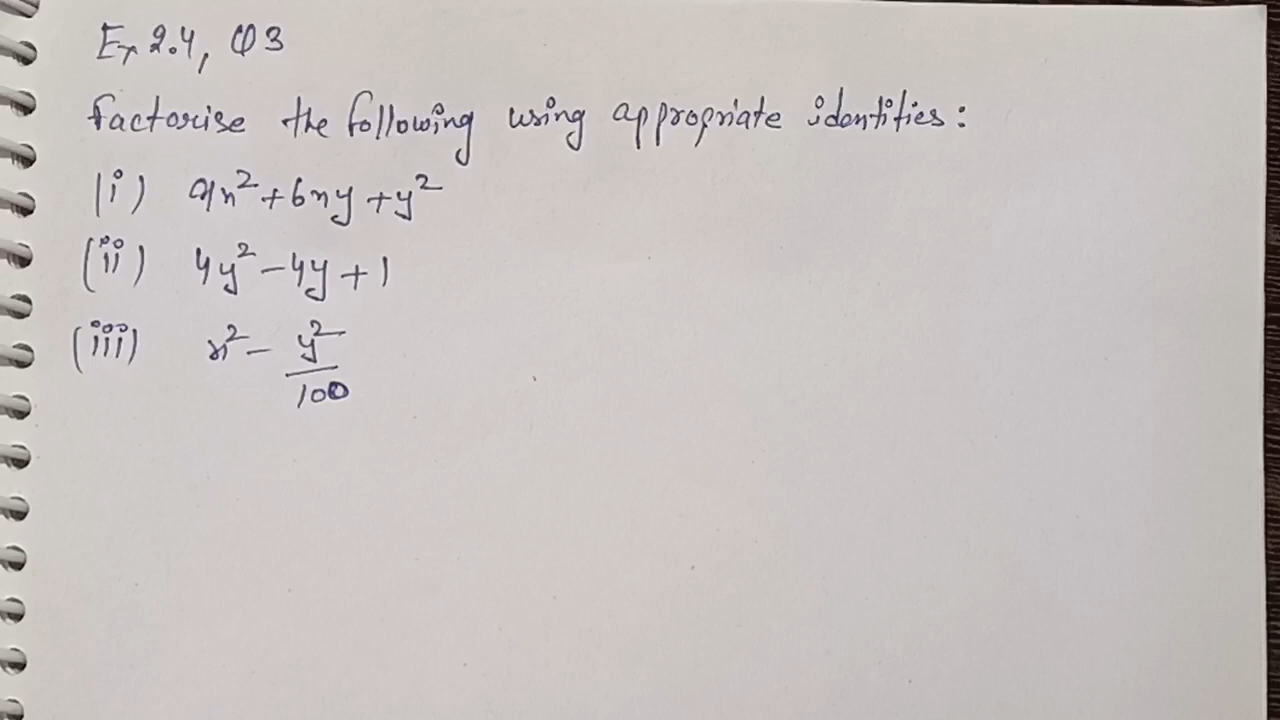 Ex 2.4, Q3
factorise the following using appropriate identities:
(i) 9x²+6xy+y²
(ii) 4y²-4y+1
(iii) x²- y²/100